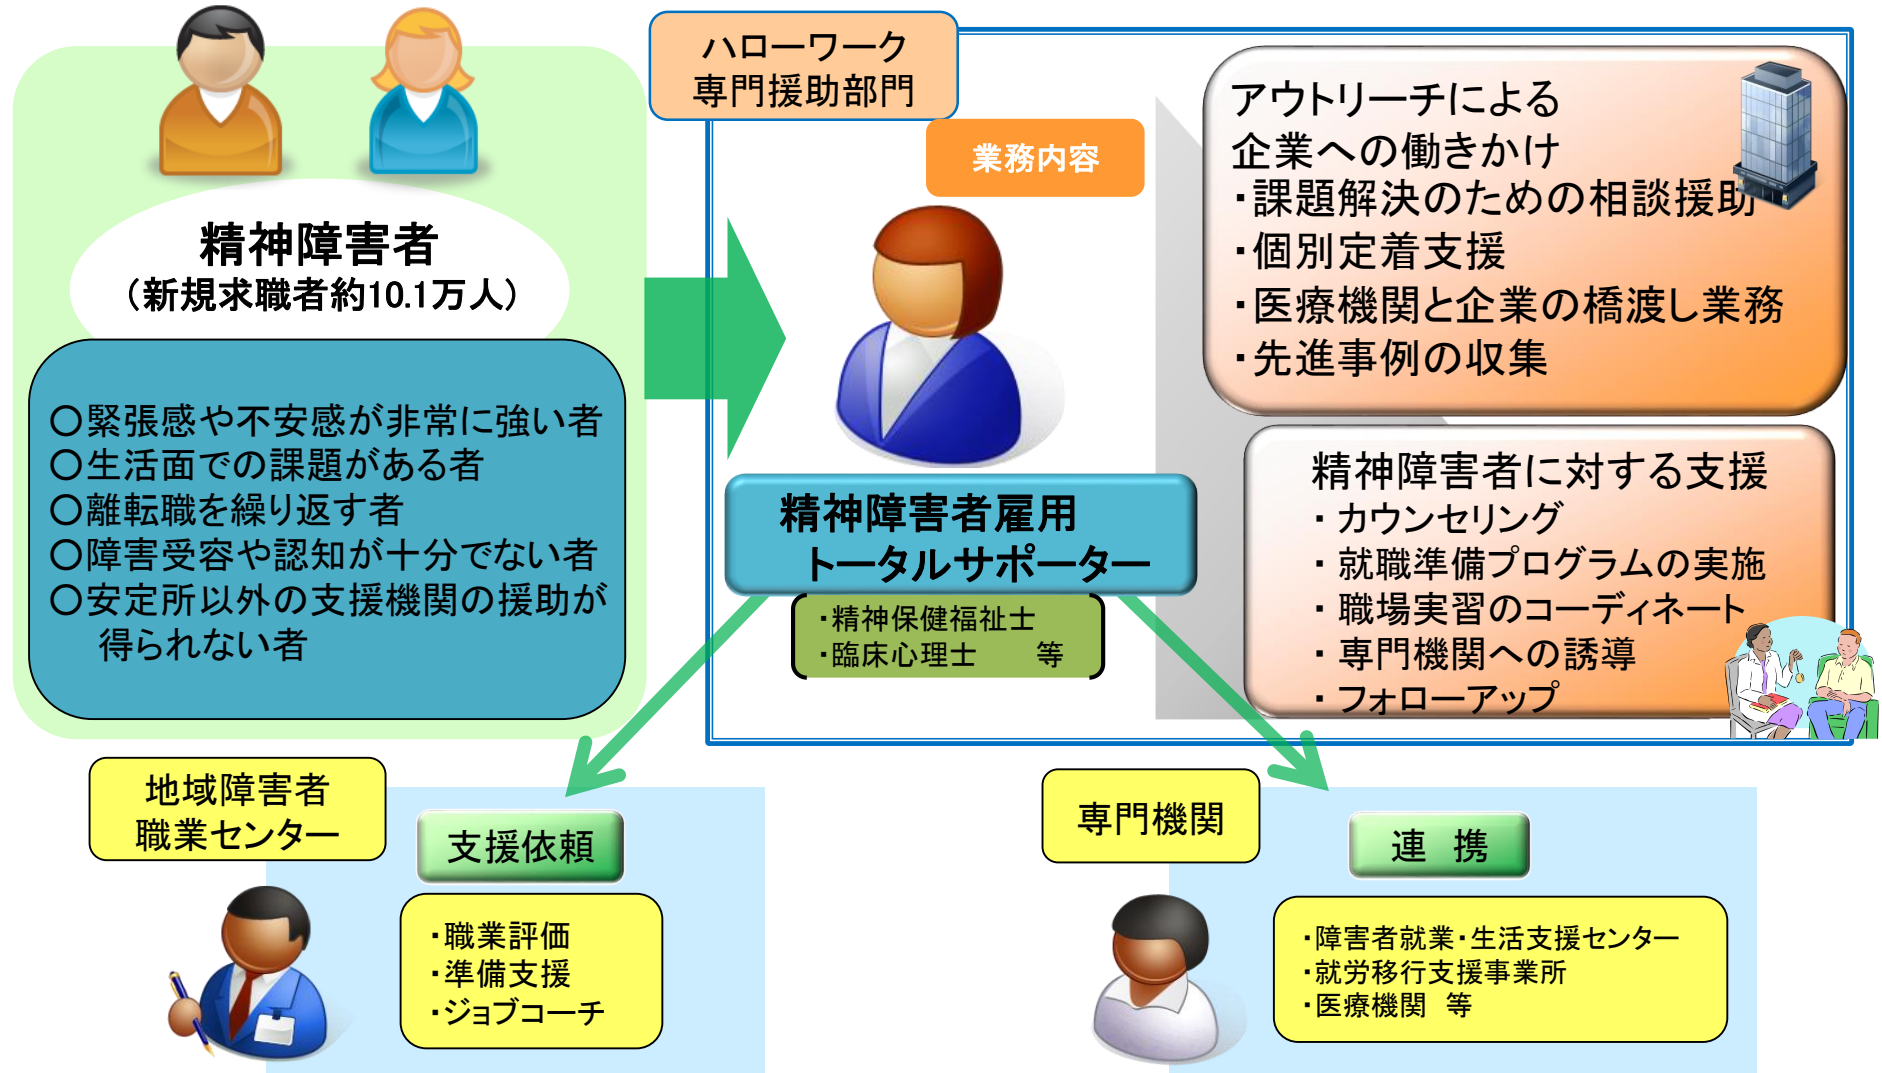 精神障害者
（新規求職者約10.1万人）
〇緊張感や不安感が非常に強い者
〇生活面での課題がある者
〇離転職を繰り返す者
〇障害受容や認知が十分でない者
〇安定所以外の支援機関の援助が
得られない者
ハローワーク
専門援助部門
業務内容
精神障害者雇用
トータルサポーター
・精神保健福祉士
・臨床心理士　　等
アウトリーチによる
企業への働きかけ
・課題解決のための相談援助
・個別定着支援
・医療機関と企業の橋渡し業務
・先進事例の収集
精神障害者に対する支援
・カウンセリング
・就職準備プログラムの実施
・職場実習のコーディネート
・専門機関への誘導
・フォローアップ
地域障害者
職業センター
支援依頼
・職業評価
・準備支援
・ジョブコーチ
専門機関
連　携
・障害者就業・生活支援センター
・就労移行支援事業所
・医療機関　等